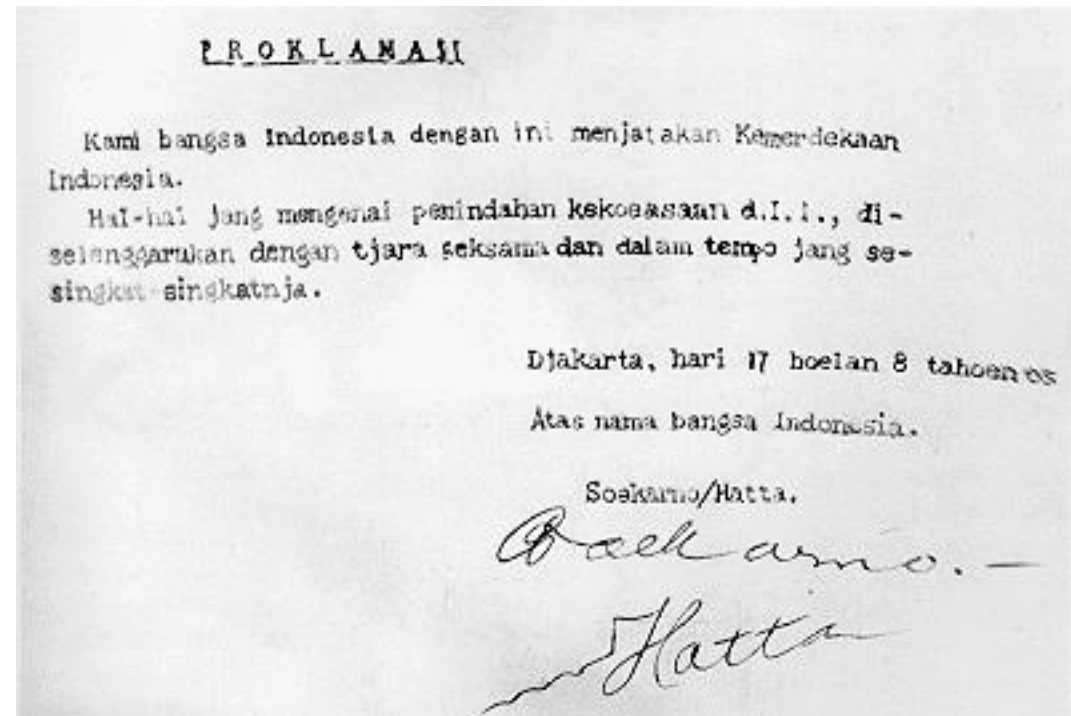 PROKLAMASI
Kami bangsa Indonesia dengan ini menjatakan Kemerdekaan
Indonesia.
Hal-hal jang mengenai pemindahan kekoeasaan d.l.l., di-
selenggarakan dengan tjara seksama dan dalam tempo jang se-
singkat-singkatnja.
Djakarta, hari 17 boelan 8 tahoen 05
Atas nama bangsa Indonesia.
Soekarno/Hatta.
Soekarno.-
Hatta